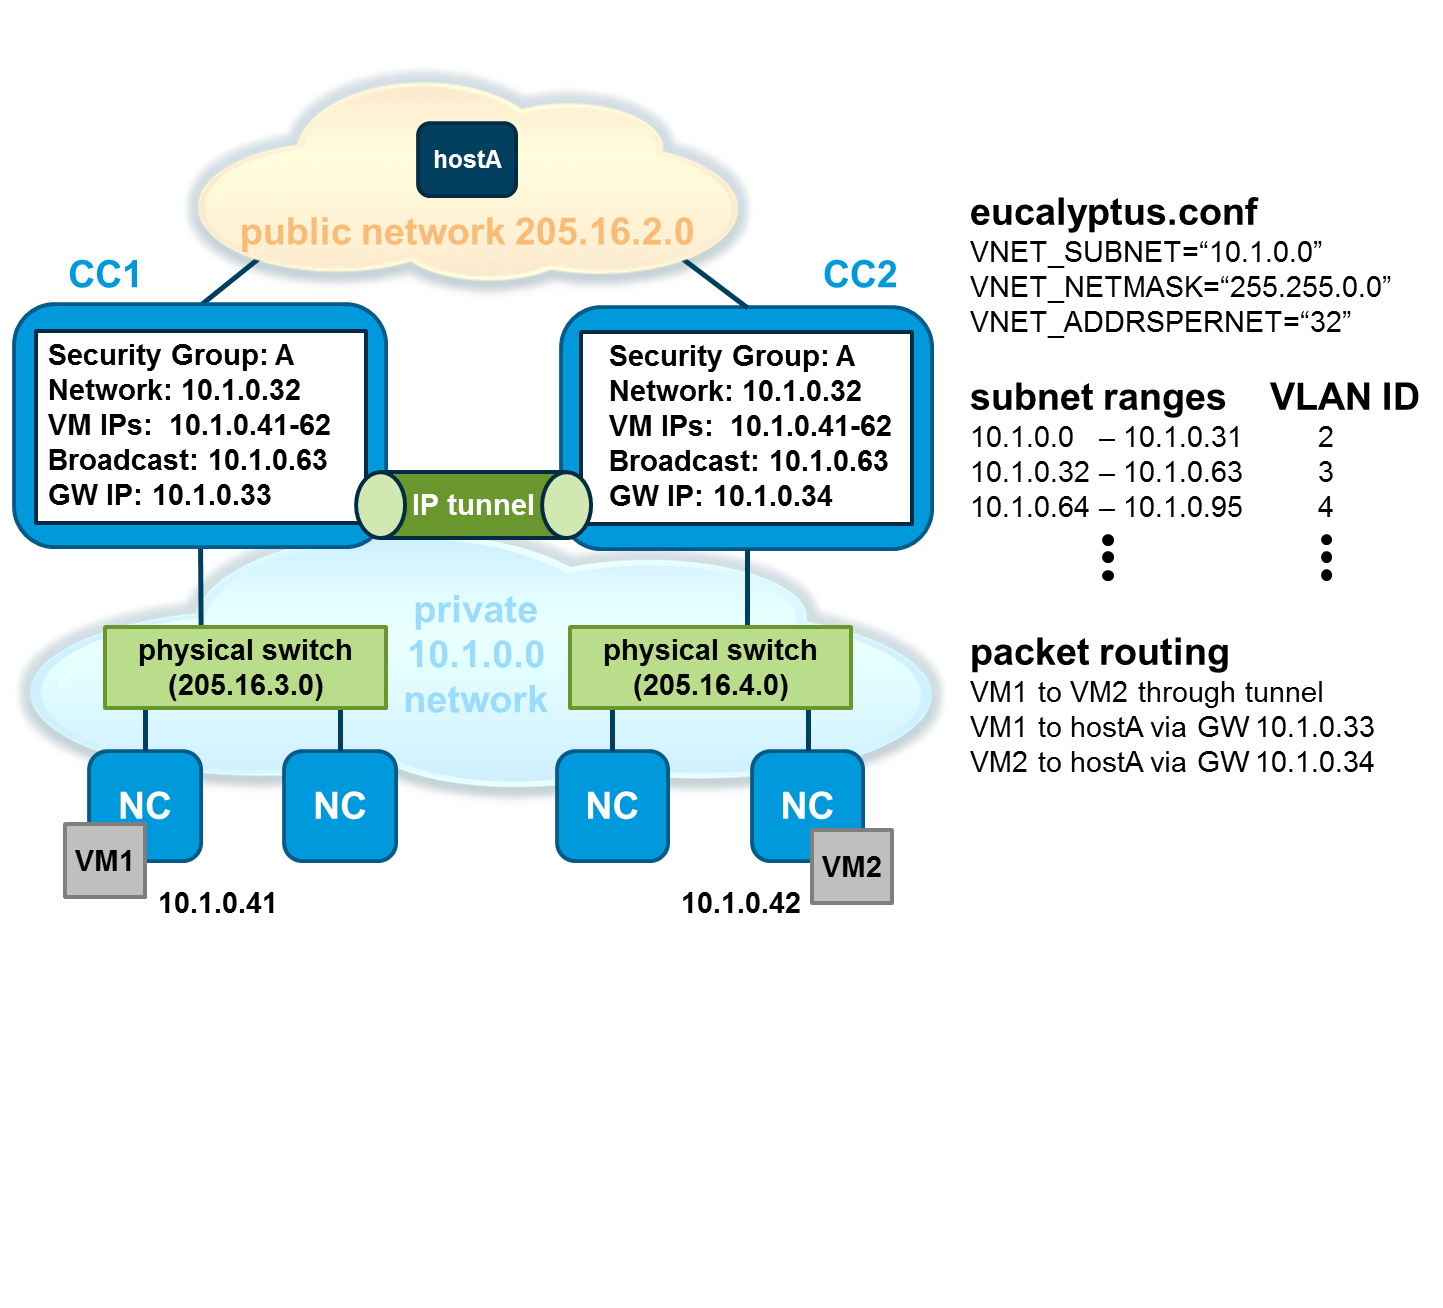 hostA
public network 205.16.2.0
CC1
CC2
Security Group: A
Network: 10.1.0.32
VM IPs:  10.1.0.41-62
Broadcast: 10.1.0.63
GW IP: 10.1.0.33
Security Group: A
Network: 10.1.0.32
VM IPs:  10.1.0.41-62
Broadcast: 10.1.0.63
GW IP: 10.1.0.34
IP tunnel
private
10.1.0.0
network
physical switch
(205.16.3.0)
physical switch
(205.16.4.0)
NC
NC
NC
NC
VM1
VM2
10.1.0.41
10.1.0.42
eucalyptus.conf
VNET_SUBNET=“10.1.0.0”
VNET_NETMASK=“255.255.0.0”
VNET_ADDRSPERNET=“32”
subnet ranges VLAN ID
10.1.0.0 – 10.1.0.31 2
10.1.0.32 – 10.1.0.63 3
10.1.0.64 – 10.1.0.95 4
packet routing
VM1 to VM2 through tunnel
VM1 to hostA via GW 10.1.0.33
VM2 to hostA via GW 10.1.0.34